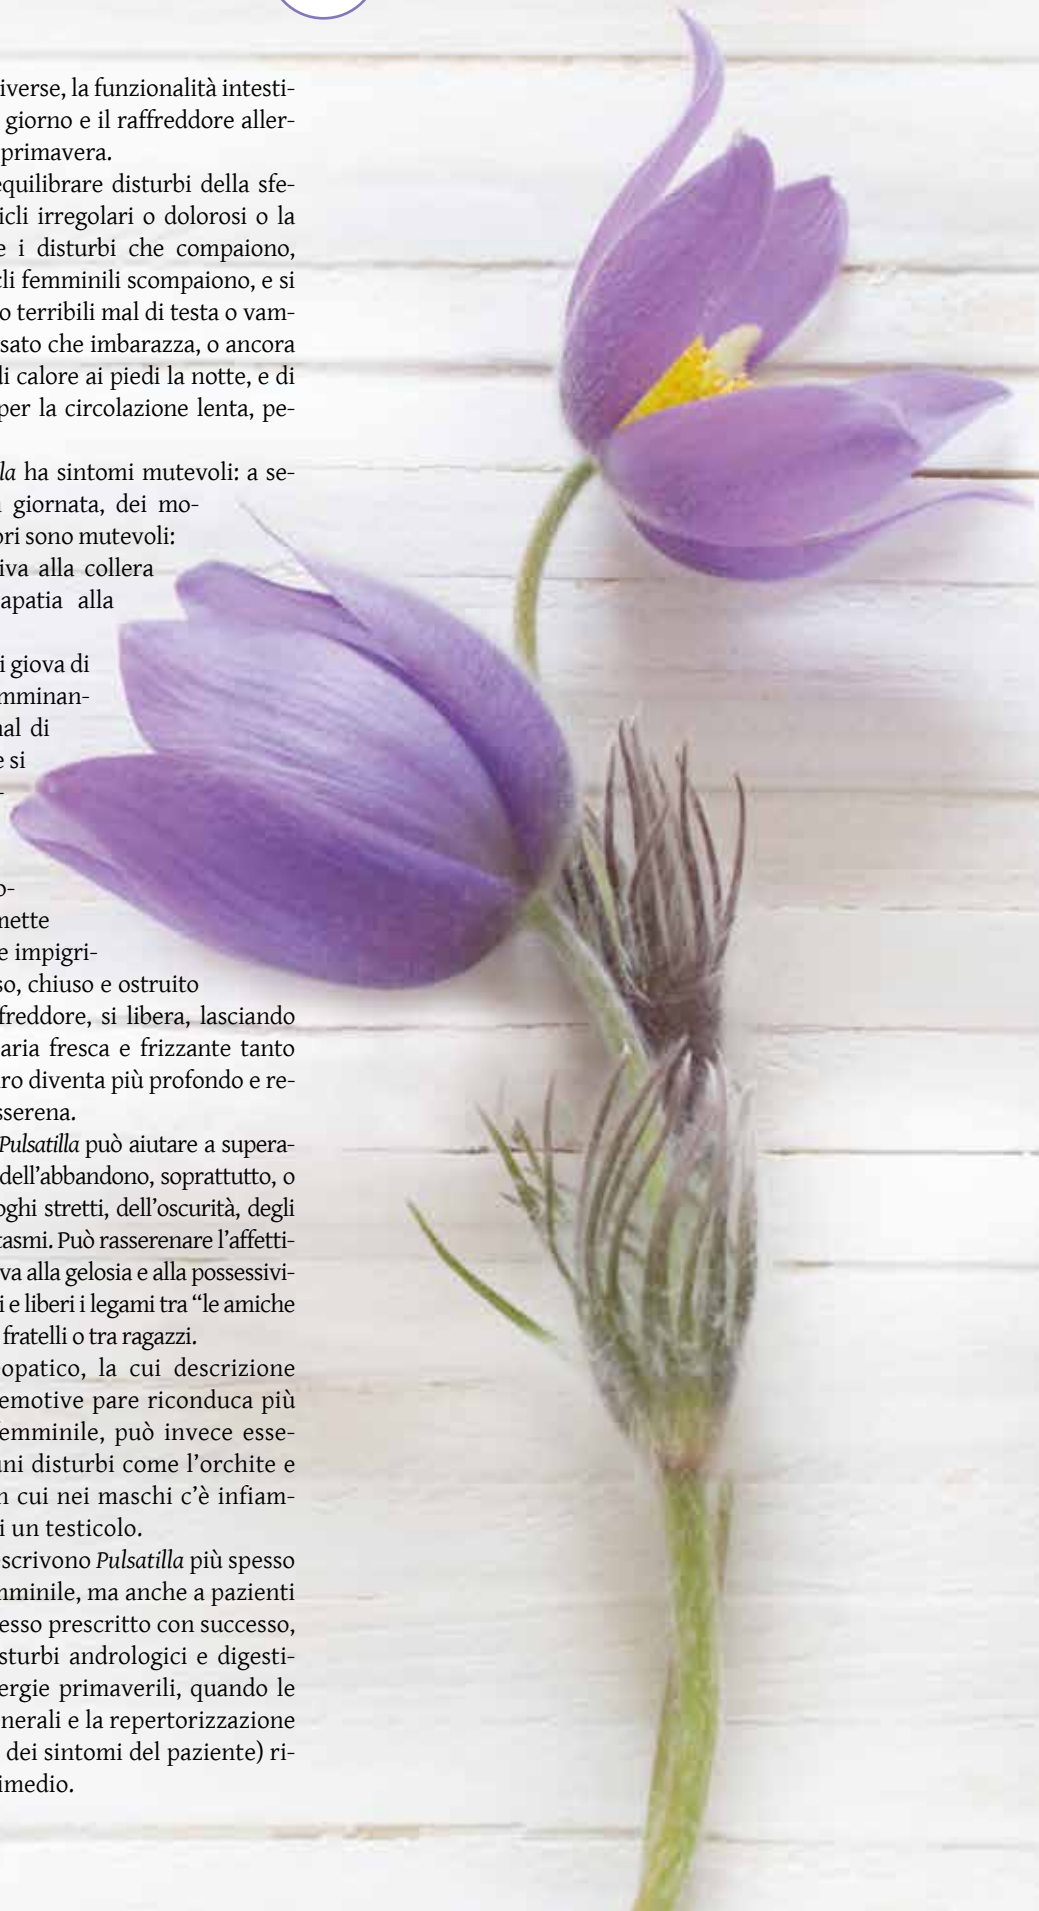 iverse, la funzionalità intesti-
giorno e il raffreddore aller-
primavera.
equilibrare disturbi della sfe-
icli irregolari o dolorosi o la
e i disturbi che compaiono,
cli femminili scompaiono, e si
o terribili mal di testa o vam-
sato che imbarazza, o ancora
di calore ai piedi la notte, e di
per la circolazione lenta, pe-
lla ha sintomi mutevoli: a se-
giornata, dei mo-
ori sono mutevoli:
iva alla collera
apatia alla
i giova di
mminan-
al di
e si
-
o-
mette
e impigri-
so, chiuso e ostruito
freddore, si libera, lasciando
aria fresca e frizzante tanto
ro diventa più profondo e re-
sserena.
Pulsatilla può aiutare a supera-
dell’abbandono, soprattutto, o
oghi stretti, dell’oscurità, degli
tasmi. Può rasserenare l’affetti-
va alla gelosia e alla possessivi-
i e liberi i legami tra “le amiche
fratelli o tra ragazzi.
opatico, la cui descrizione
emotive pare riconduca più
emminile, può invece esse-
uni disturbi come l’orchite e
n cui nei maschi c’è infiam-
i un testicolo.
escrivono Pulsatilla più spesso
mminile, ma anche a pazienti
esso prescritto con successo,
sturbi andrologici e digesti-
ergie primaverili, quando le
nerali e la repertorizzazione
dei sintomi del paziente) ri-
imedio.